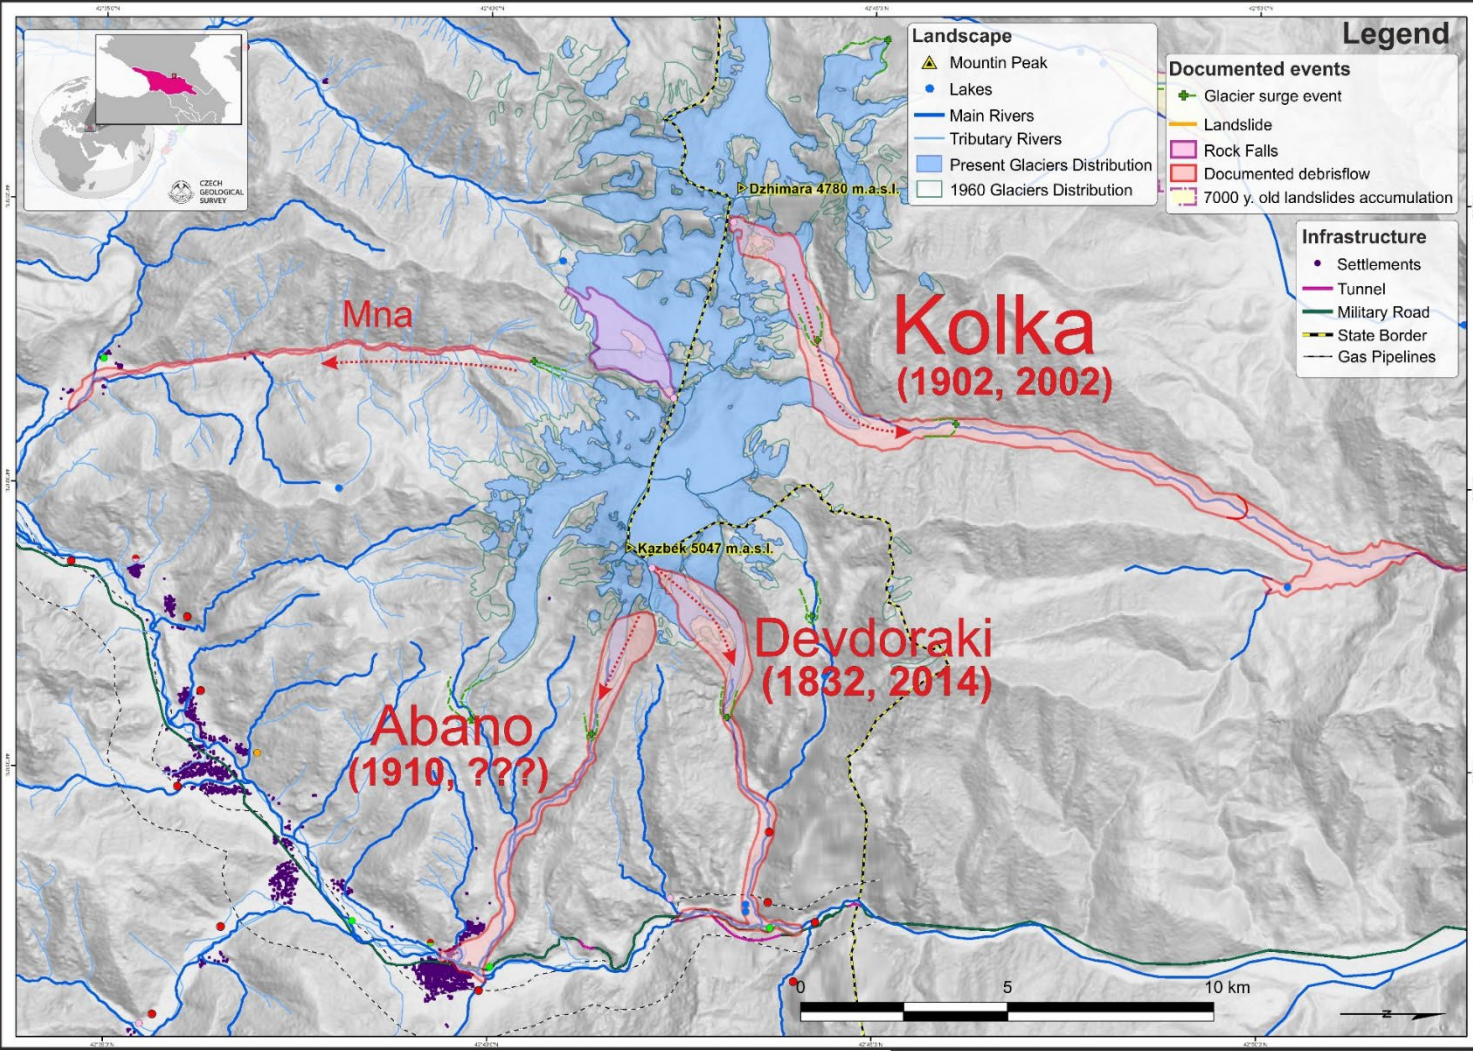 Legend
Landscape
Mountin Peak
Lakes
Main Rivers
Tributary Rivers
Present Glaciers Distribution
1960 Glaciers Distribution
Documented events
Glacier surge event
Landslide
Rock Falls
Documented debrisflow
7000 y. old landslides accumulation
Infrastructure
Settlements
Tunnel
Military Road
State Border
Gas Pipelines
CZECH
GEOLOGICAL
SURVEY
Dzhimara 4780 m.a.s.l.
Mna
Kolka
(1902, 2002)
Kazbek 5047 m.a.s.l.
Devdoraki
(1832, 2014)
Abano
(1910, ???)
0 5 10 km
N